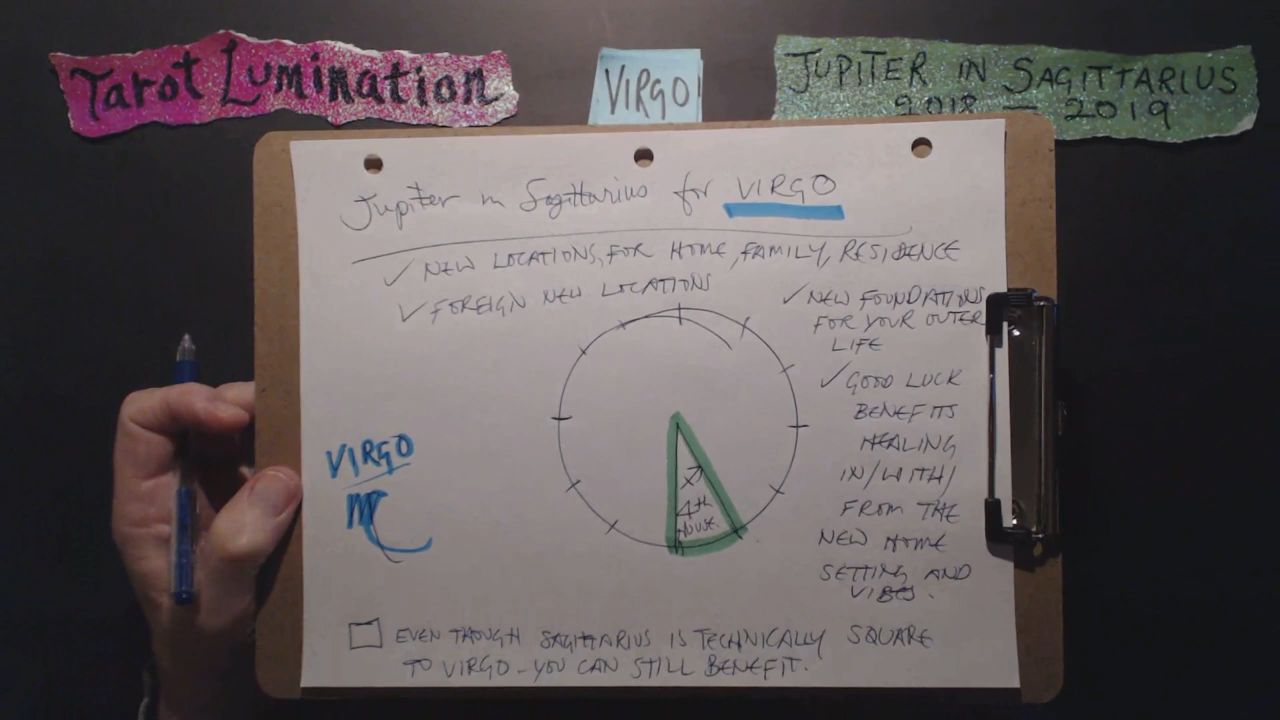 Tarot Lumination
VIRGO
JUPITER IN SAGITTARIUS
2018 — 2019
Jupiter in Sagittarius for VIRGO
✓ NEW LOCATIONS, FOR HOME, FAMILY, RESIDENCE
✓ FOREIGN NEW LOCATIONS
✓ NEW FOUNDATIONS
FOR YOUR OUTER
LIFE
✓ GOOD LUCK
BENEFITS
HEALING
IN/WITH/
FROM THE
NEW HOME
SETTING AND
VIBES.
4th
House.
VIRGO
♍
□ EVEN THOUGH SAGITTARIUS IS TECHNICALLY SQUARE
TO VIRGO - YOU CAN STILL BENEFIT.